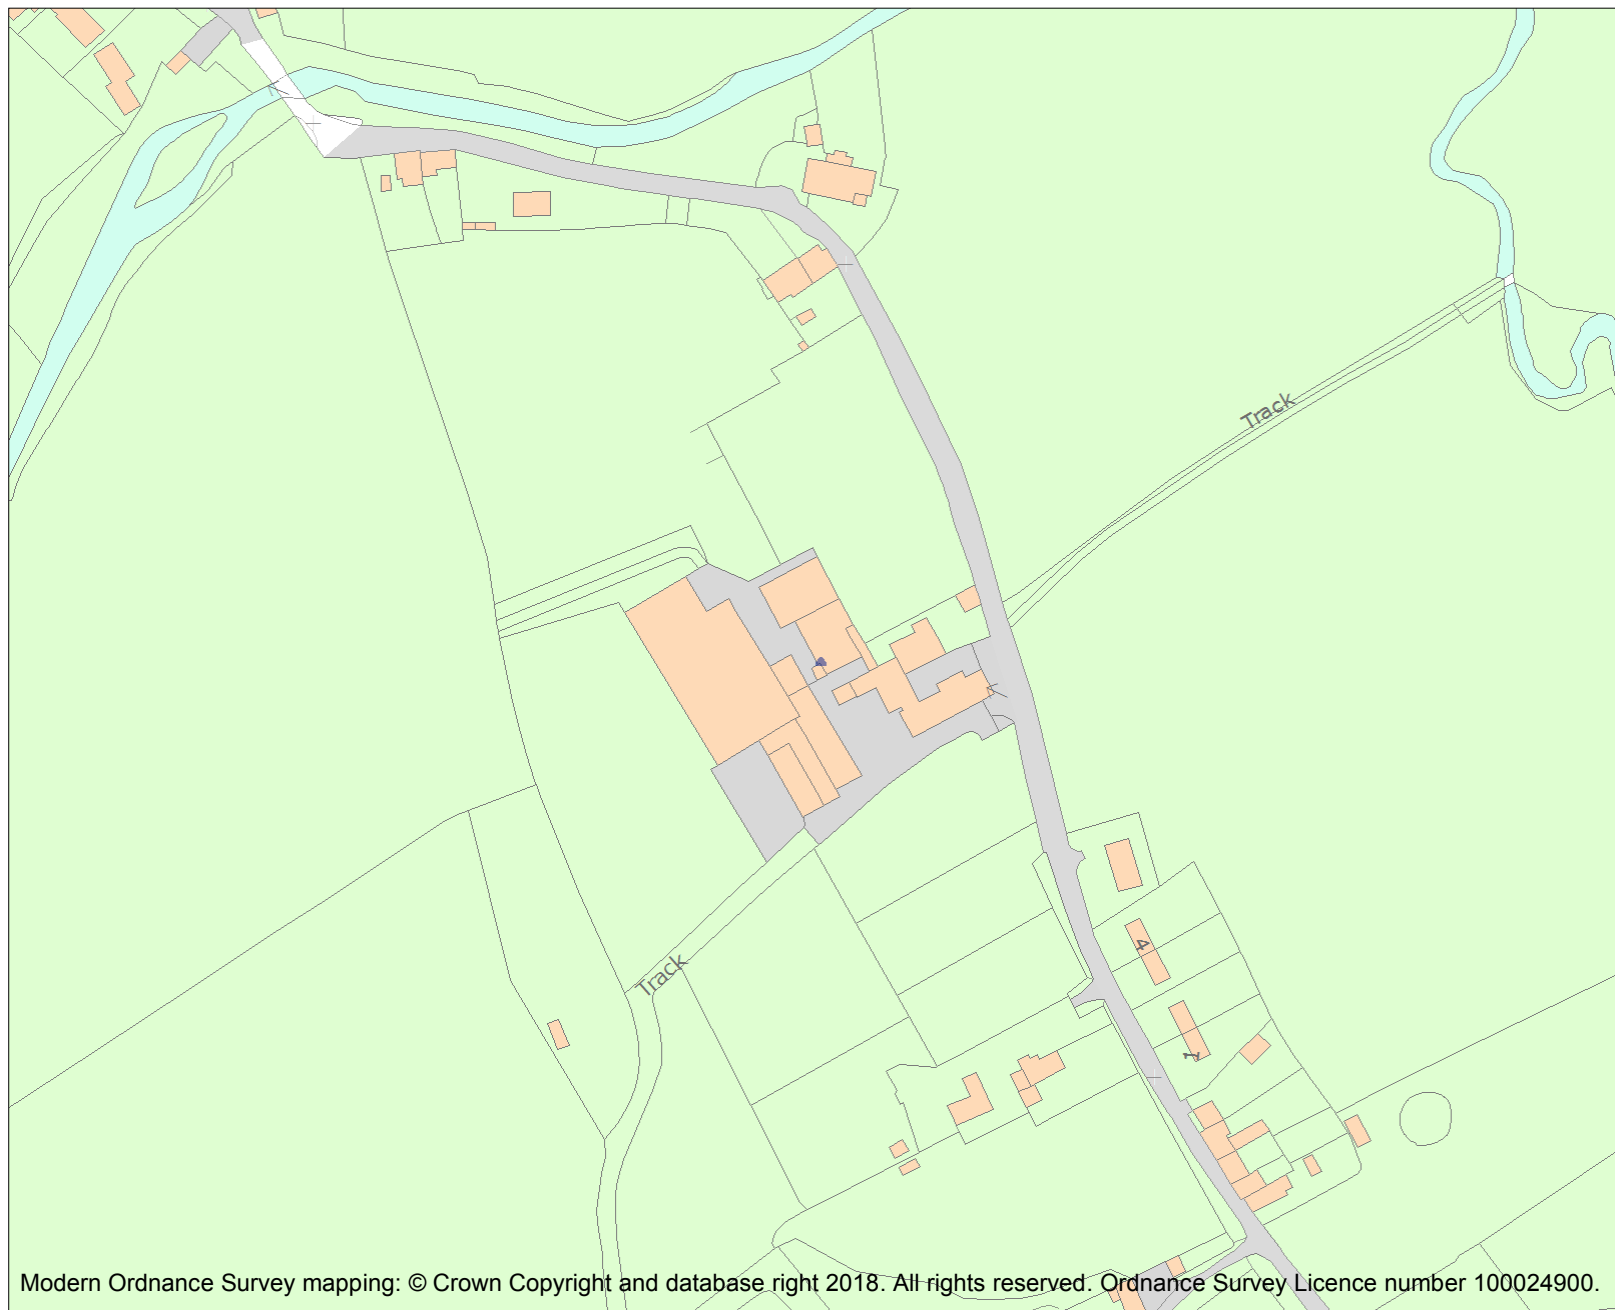 Track
Track
4
1
Modern Ordnance Survey mapping: © Crown Copyright and database right 2018. All rights reserved. Ordnance Survey Licence number 100024900.